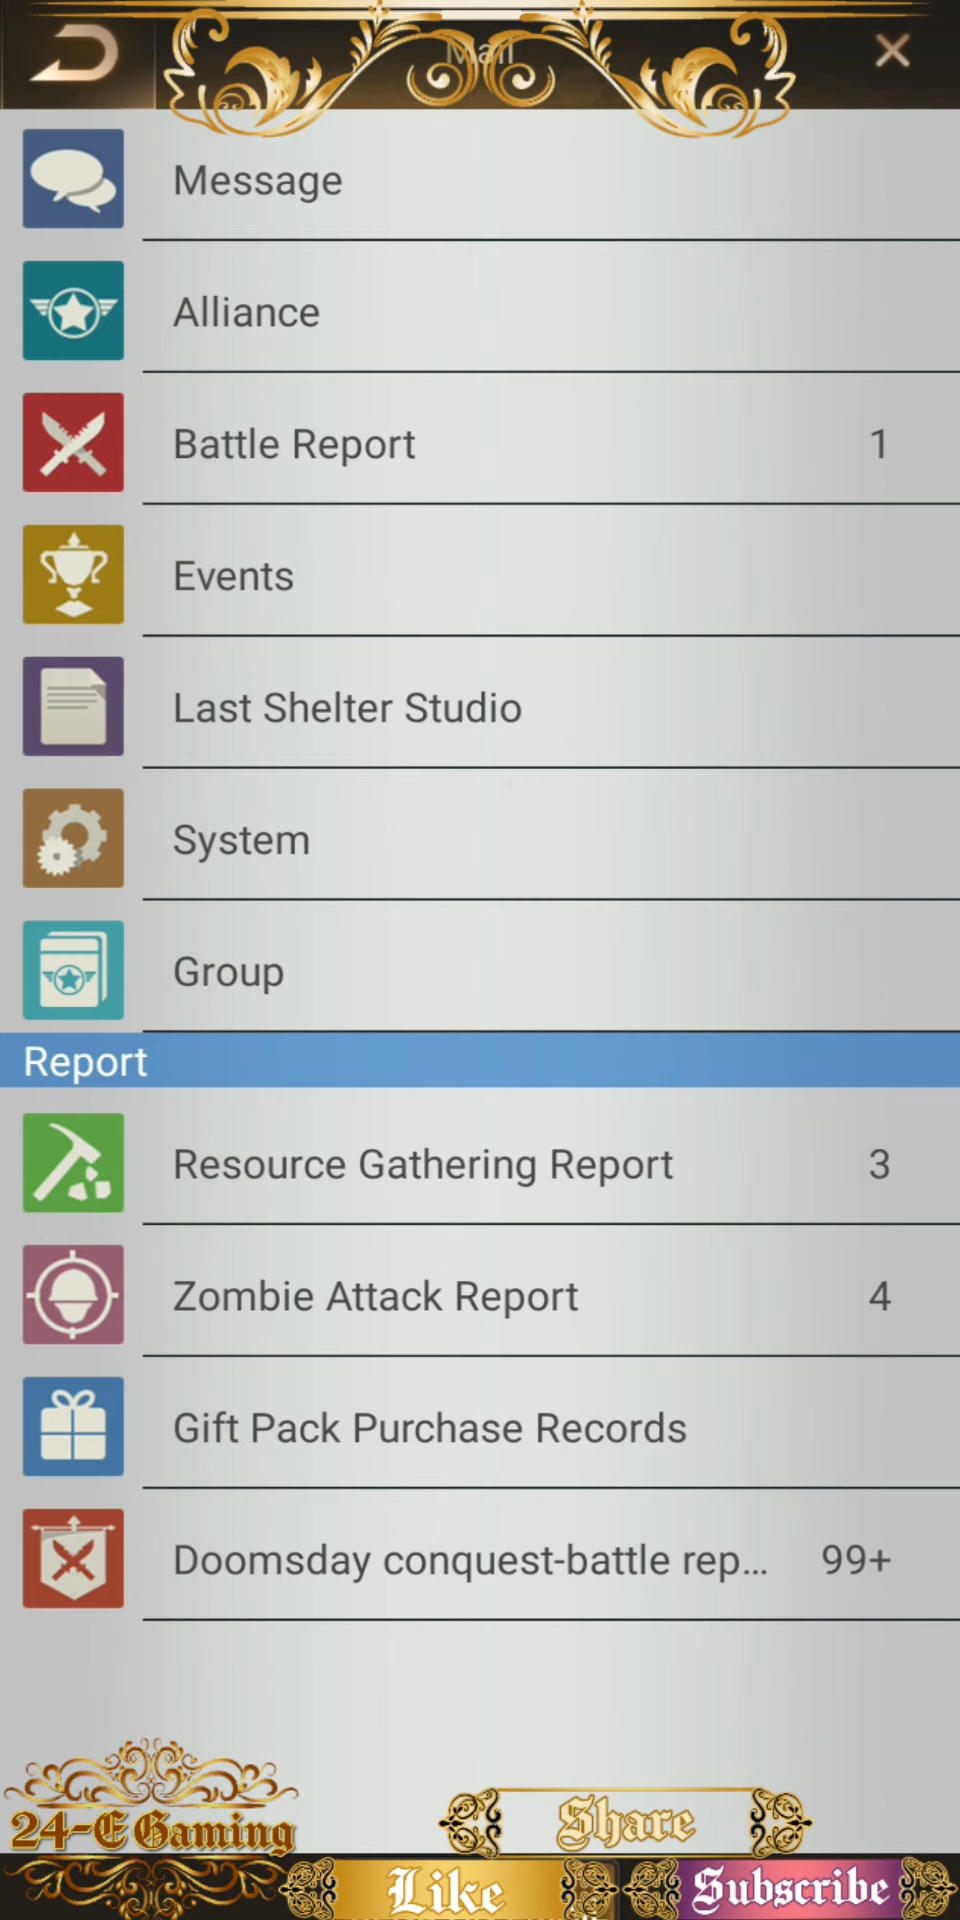 Mail
Message
Alliance
Battle Report 1
Events
Last Shelter Studio
System
Group
Report
Resource Gathering Report 3
Zombie Attack Report 4
Gift Pack Purchase Records
Doomsday conquest-battle rep... 99+
24-E Gaming
Share
Like
Subscribe